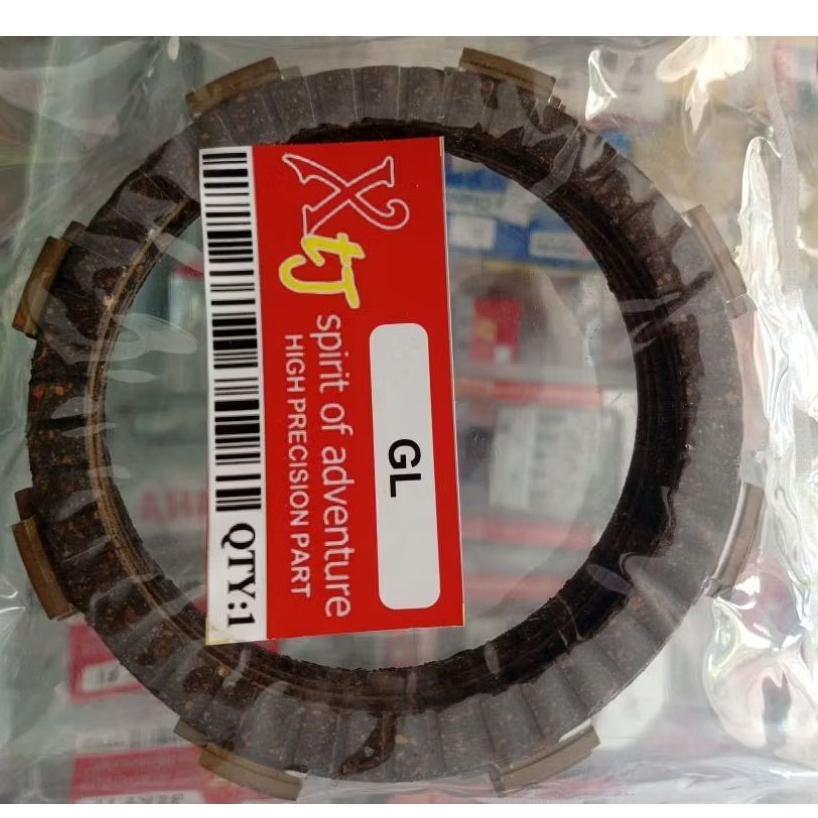 XtJ
spirit of adventure
HIGH PRECISION PART
GL
QTY:1